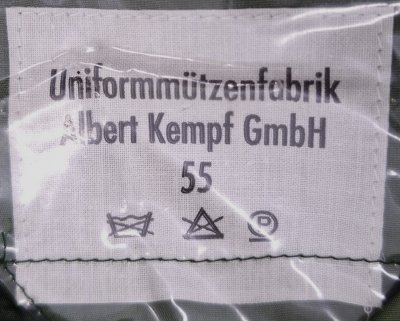 Uniformmützenfabrik
Albert Kempf GmbH
55
P